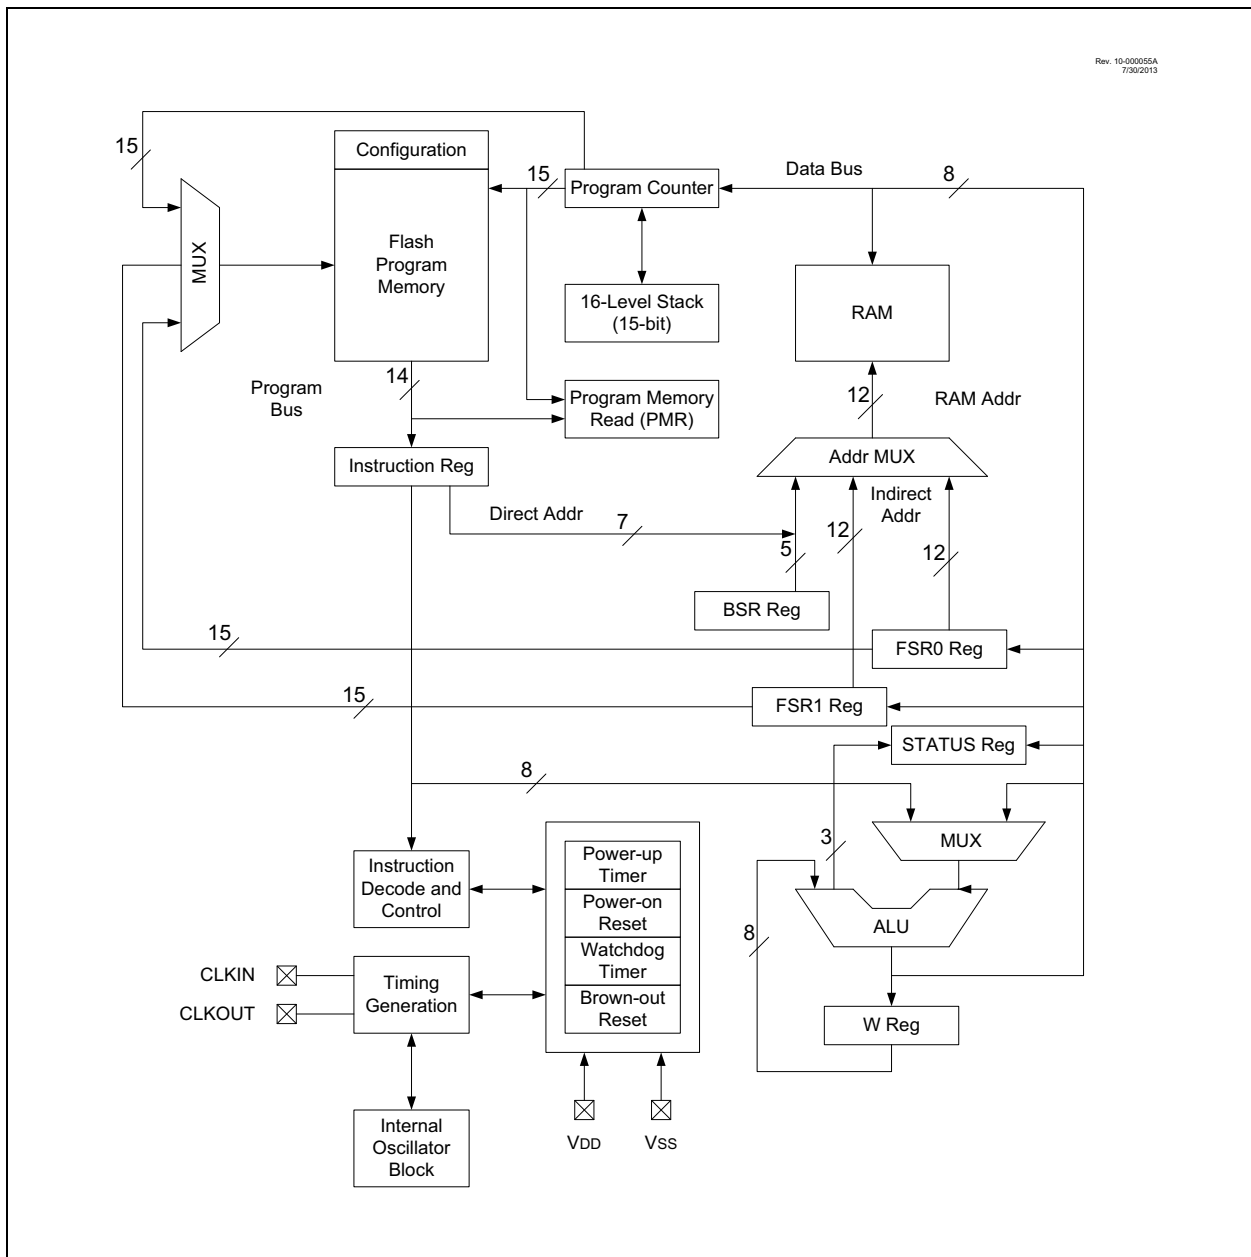 Rev. 10-000055A
7/30/2013
15
Configuration
15
Program Counter
Data Bus
8
MUX
Flash
Program
Memory
16-Level Stack
(15-bit)
RAM
Program
Bus
14
Program Memory
Read (PMR)
12
RAM Addr
Instruction Reg
Addr MUX
Direct Addr
7
Indirect
Addr
5
12
12
BSR Reg
15
FSR0 Reg
15
FSR1 Reg
STATUS Reg
8
3
MUX
Power-up
Timer
Instruction
Decode and
Control
Power-on
Reset
ALU
8
Watchdog
Timer
CLKIN
CLKOUT
Timing
Generation
Brown-out
Reset
W Reg
Internal
Oscillator
Block
VDD
VSS